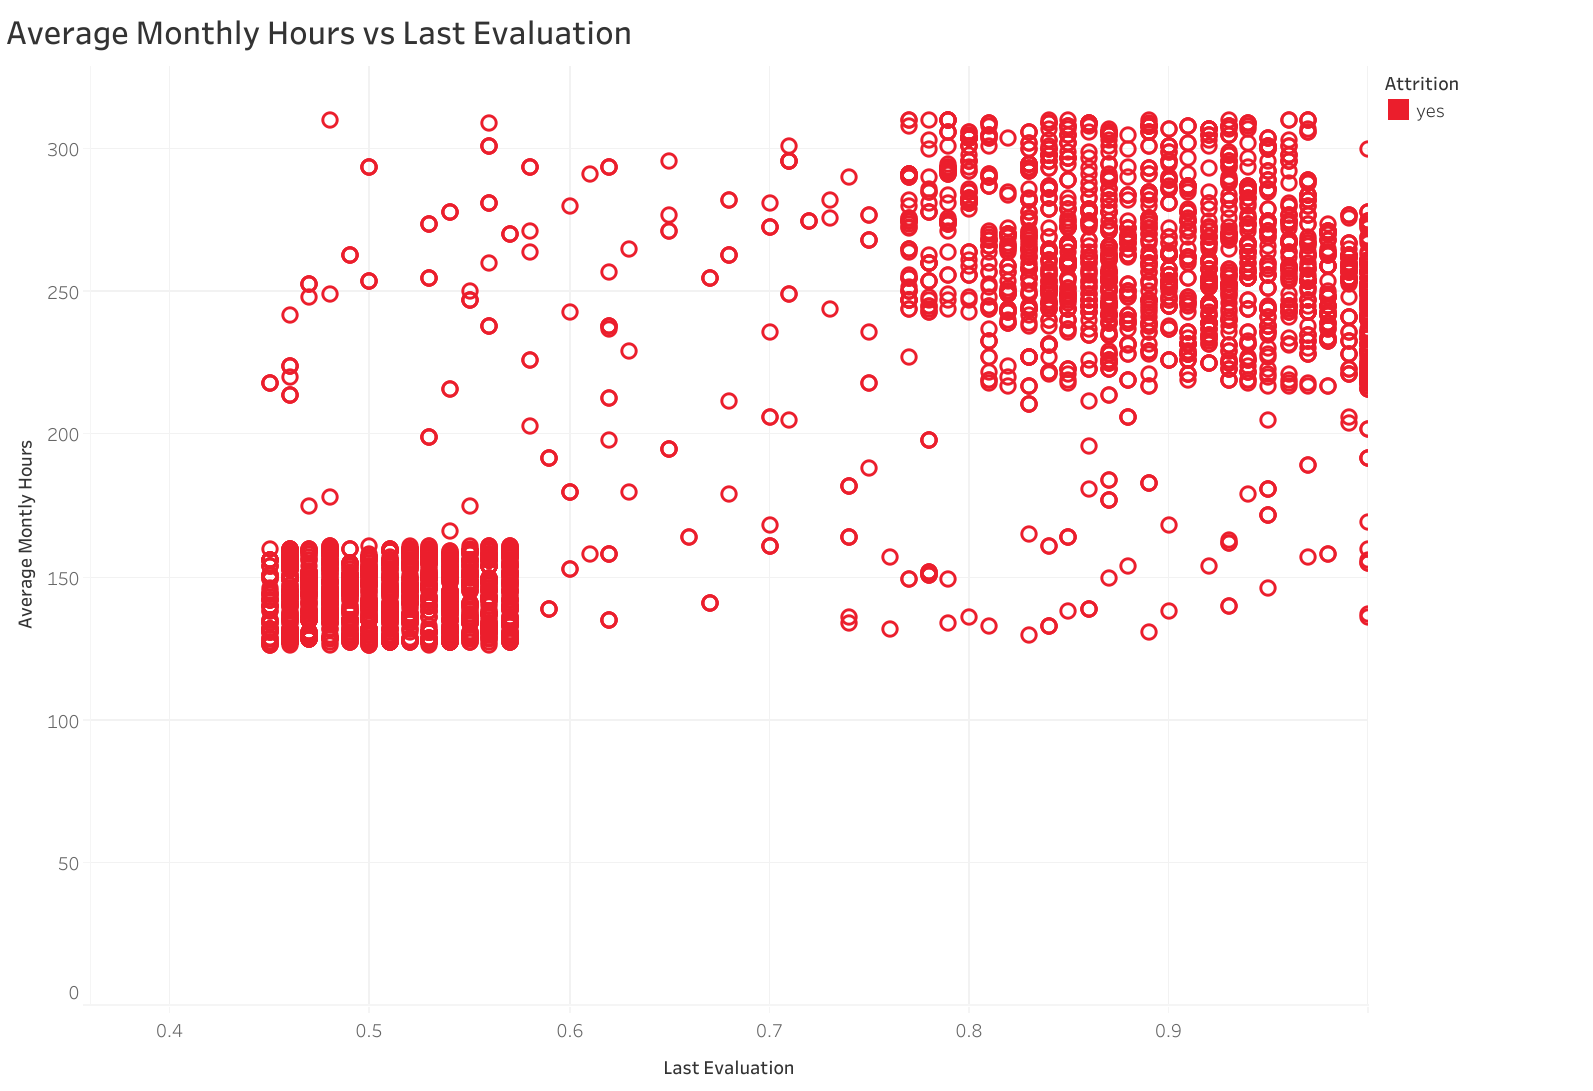 Average Monthly Hours vs Last Evaluation
Attrition
yes
300
250
200
150
100
50
0
Average Montly Hours
0.4
0.5
0.6
0.7
0.8
0.9
Last Evaluation